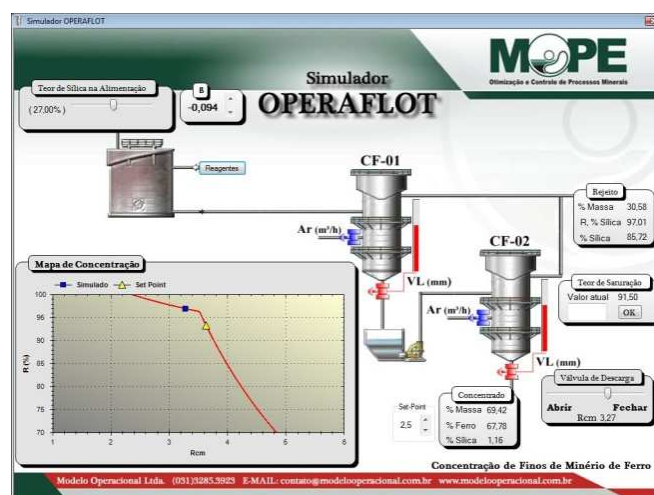 Simulador OPERAFLOT
MOPE
Otimização e Controle de Processos Minerais
Simulador
OPERAFLOT
Teor de Sílica na Alimentação
( 27,00% )
B
-0,094
Reagentes
CF-01
Ar (m³/h)
VL (mm)
CF-02
Ar (m³/h)
VL (mm)
Rejeito
% Massa 30,58
R, % Sílica 97,01
% Sílica 85,72
Teor de Saturação
Valor atual 91,50
OK
Válvula de Descarga
Abrir Fechar
Rcm 3,27
Mapa de Concentração
Simulado Set Point
R (%)
100
95
90
85
80
75
70
1 2 3 4 5 6
Rcm
Set-Point
2,5
Concentrado
% Massa 69,42
% Ferro 67,78
% Sílica 1,16
Concentração de Finos de Minério de Ferro
Modelo Operacional Ltda. (031)3285.3923 E-MAIL: contato@modelooperacional.com.br www.modelooperacional.com.br